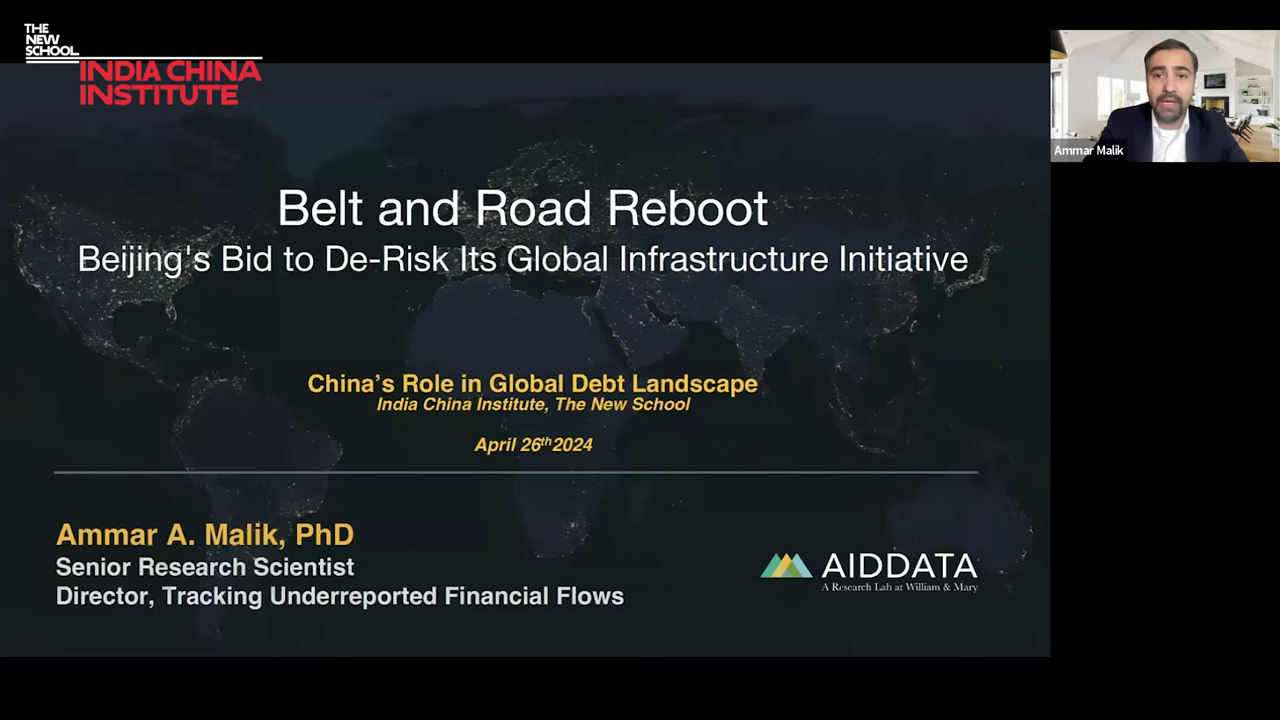 THE
NEW
SCHOOL
INDIA CHINA
INSTITUTE
Ammar Malik
Belt and Road Reboot
Beijing's Bid to De-Risk Its Global Infrastructure Initiative
China’s Role in Global Debt Landscape
India China Institute, The New School
April 26th 2024
Ammar A. Malik, PhD
Senior Research Scientist
Director, Tracking Underreported Financial Flows
AIDDATA
A Research Lab at William & Mary